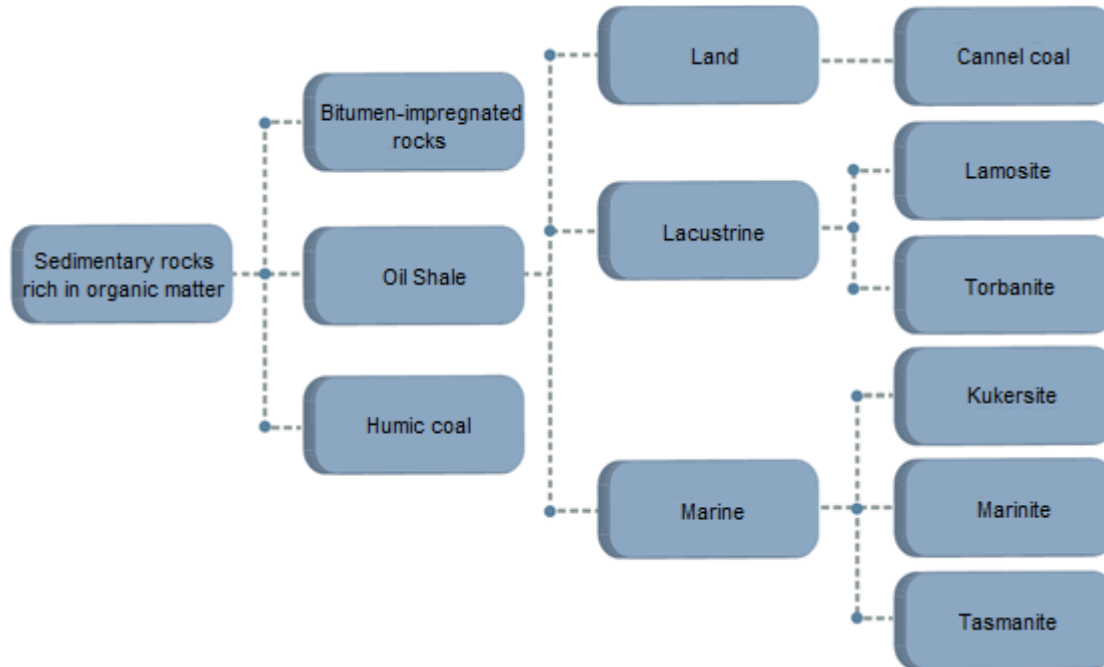 Sedimentary rocks
rich in organic matter
Bitumen-impregnated
rocks
Oil Shale
Humic coal
Land
Lacustrine
Marine
Cannel coal
Lamosite
Torbanite
Kukersite
Marinite
Tasmanite